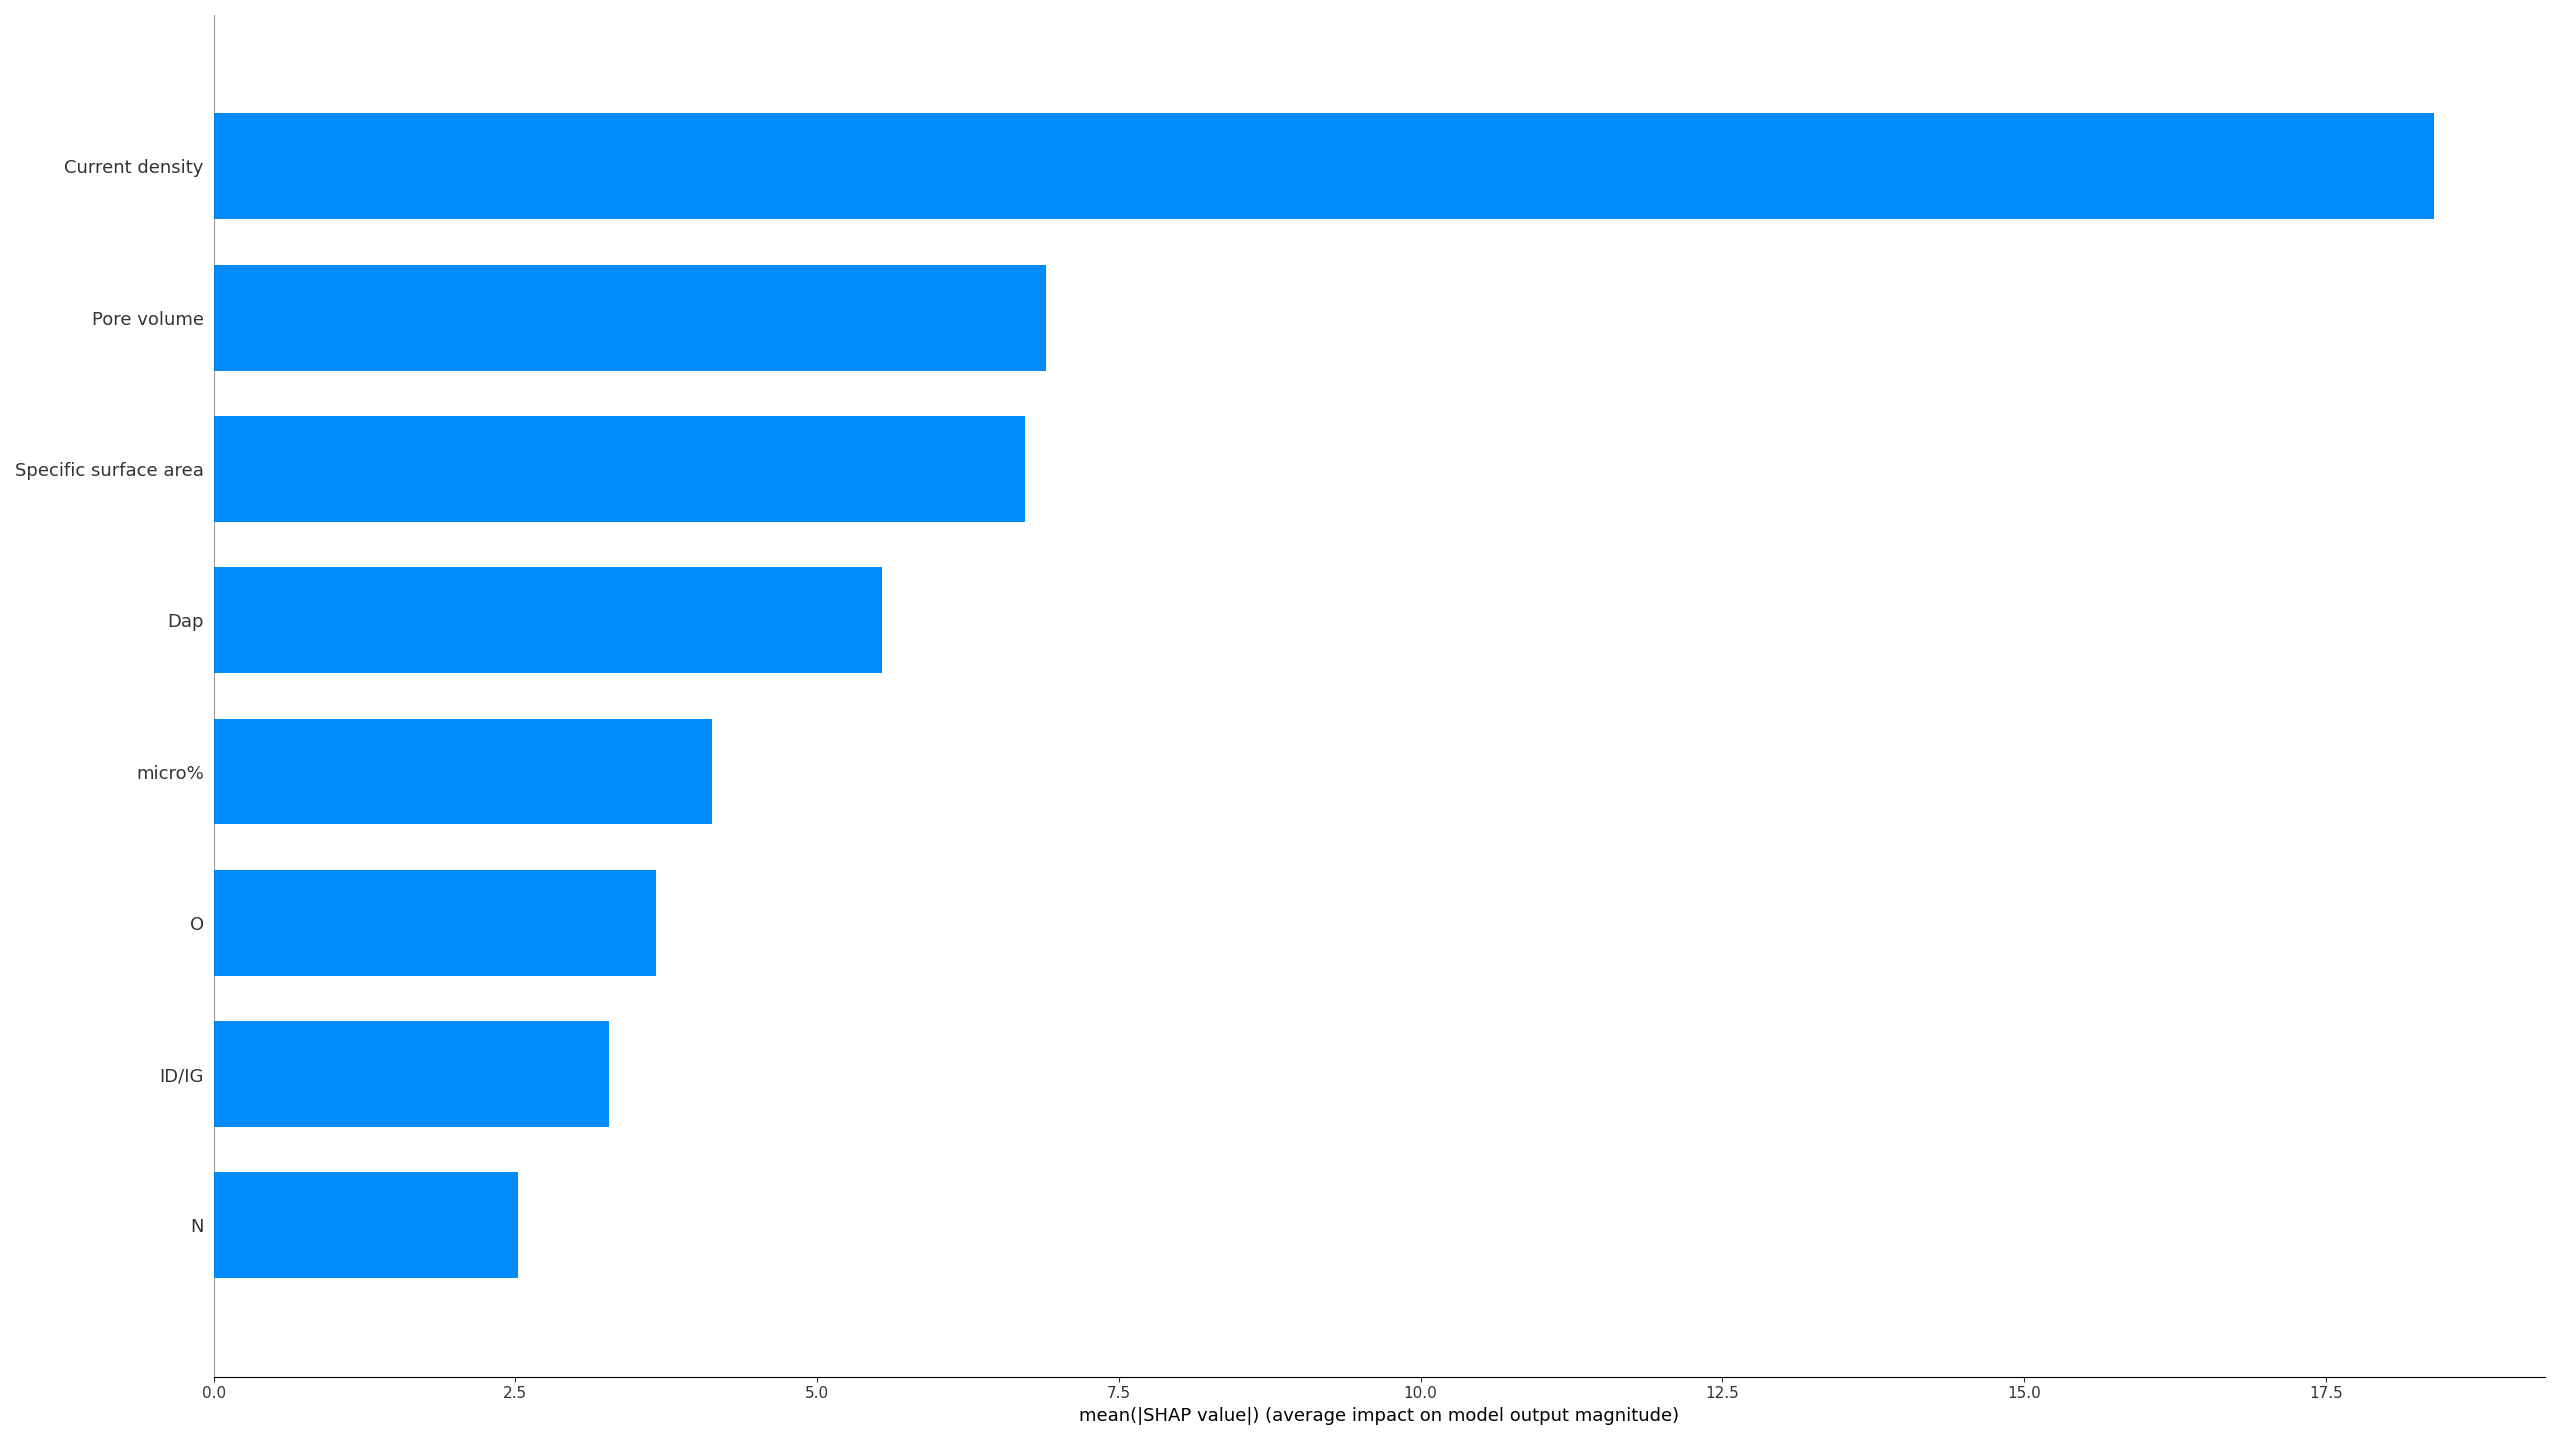 Current density
Pore volume
Specific surface area
Dap
micro%
O
ID/IG
N
0.0 2.5 5.0 7.5 10.0 12.5 15.0 17.5
mean(|SHAP value|) (average impact on model output magnitude)